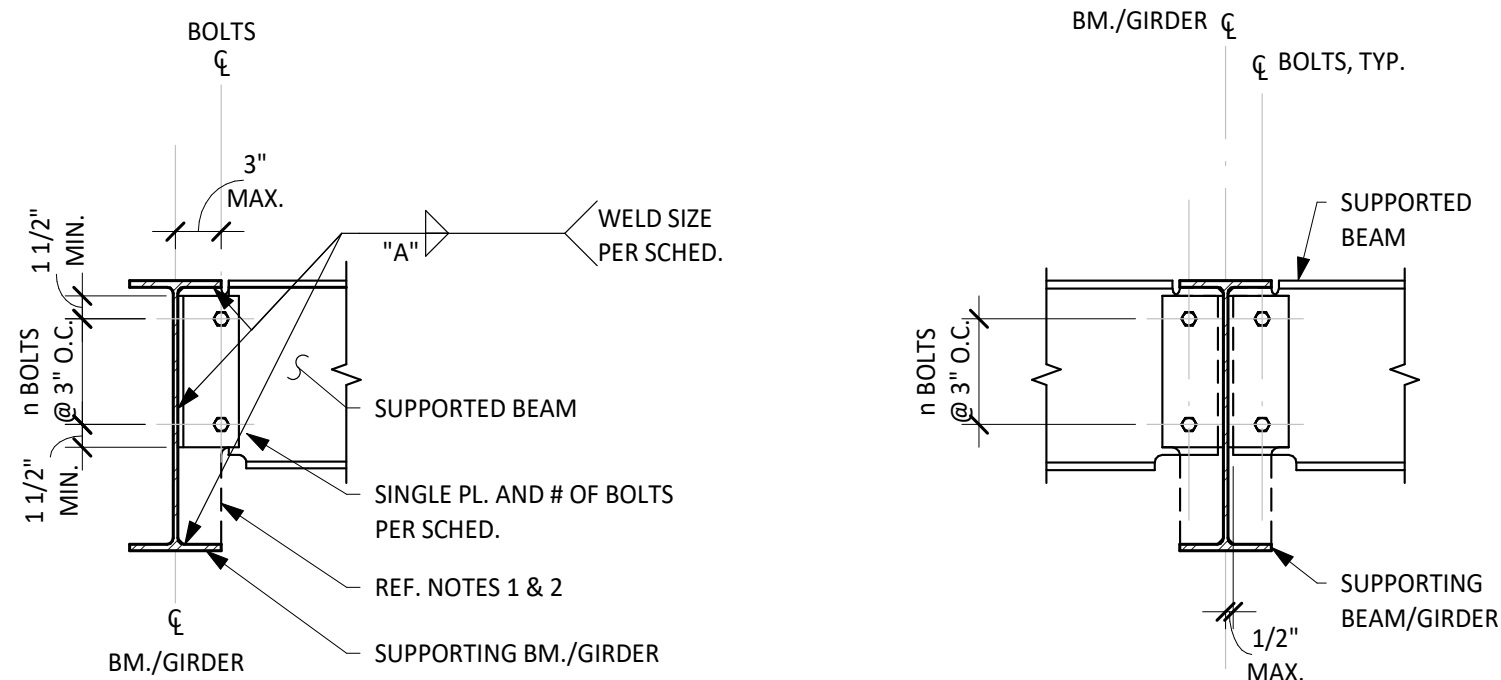 BOLTS
℄
3"
MAX.
1 1/2"
MIN.
"A"
WELD SIZE
PER SCHED.
n BOLTS
@ 3" O.C.
SUPPORTED BEAM
1 1/2"
MIN.
SINGLE PL. AND # OF BOLTS
PER SCHED.
REF. NOTES 1 & 2
℄
BM./GIRDER
SUPPORTING BM./GIRDER
BM./GIRDER ℄
℄ BOLTS, TYP.
SUPPORTED
BEAM
n BOLTS
@ 3" O.C.
SUPPORTING
BEAM/GIRDER
1/2"
MAX.